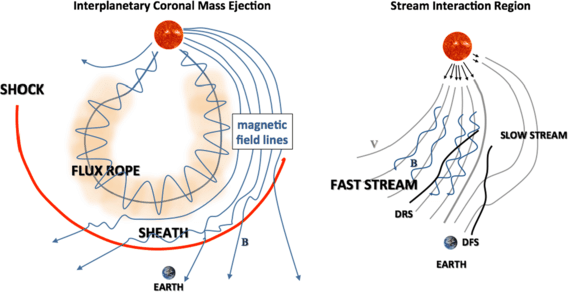 Interplanetary Coronal Mass Ejection
SHOCK
magnetic
field lines
FLUX ROPE
SHEATH
B
EARTH
Stream Interaction Region
V
SLOW STREAM
B
FAST STREAM
DRS
DFS
EARTH